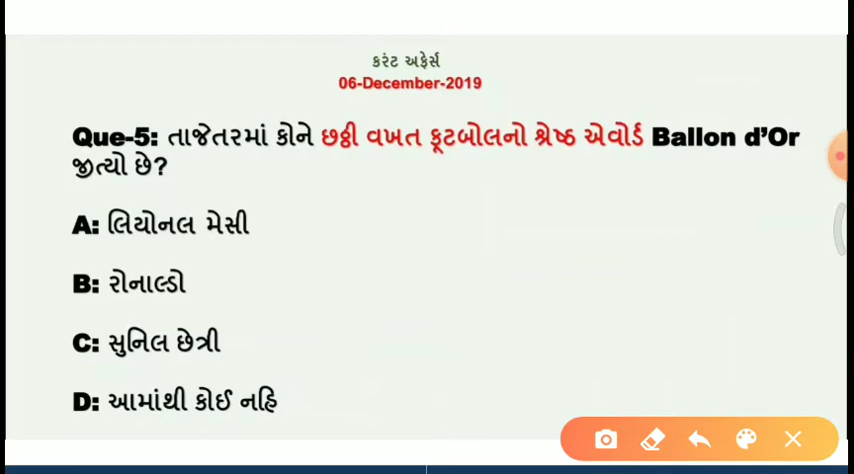 કરંટ અફેર્સ
06-December-2019
Que-5: તાજેતરમાં કોને છઠ્ઠી વખત ફૂટબોલનો શ્રેષ્ઠ એવોર્ડ Ballon d’Or
જીત્યો છે?
A: લિયોનલ મેસી
B: રોનાલ્ડો
C: સુનિલ છેત્રી
D: આમાંથી કોઈ નહિ